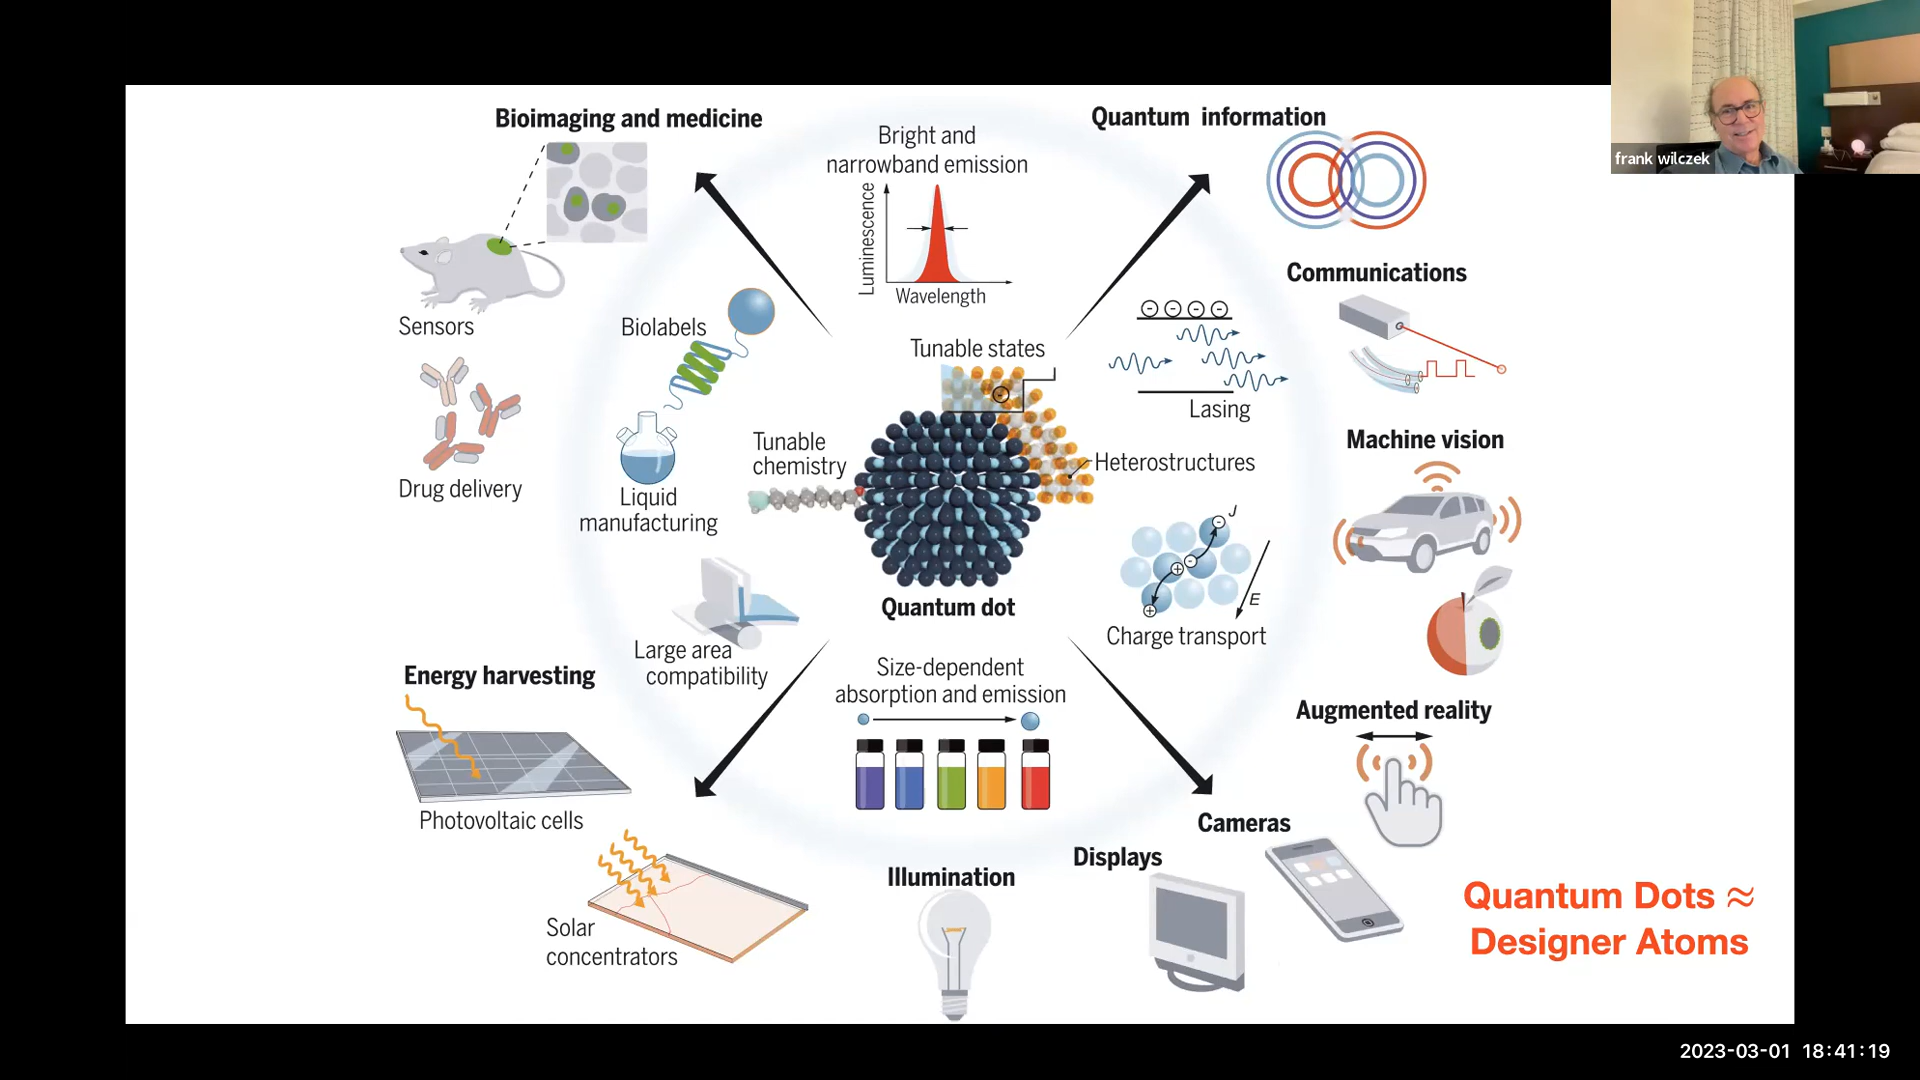 Bioimaging and medicine
Sensors
Drug delivery
Biolabels
Liquid
manufacturing
Bright and
narrowband emission
Luminescence
Wavelength
Tunable states
Tunable
chemistry
Heterostructures
Quantum dot
Quantum information
Communications
Lasing
Machine vision
J
E
Charge transport
Large area
compatibility
Energy harvesting
Photovoltaic cells
Solar
concentrators
Size-dependent
absorption and emission
Illumination
Displays
Cameras
Augmented reality
Quantum Dots ≈
Designer Atoms
frank wilczek
2023-03-01 18:41:19